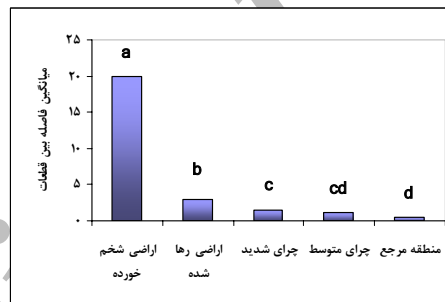 میانگین فاصله بین قطعات
۲۵
۲۰
۱۵
۱۰
۵
۰
a
b
c
cd
d
اراضی شخم خورده
اراضی رها شده
چرای شدید
چرای متوسط
منطقه مرجع